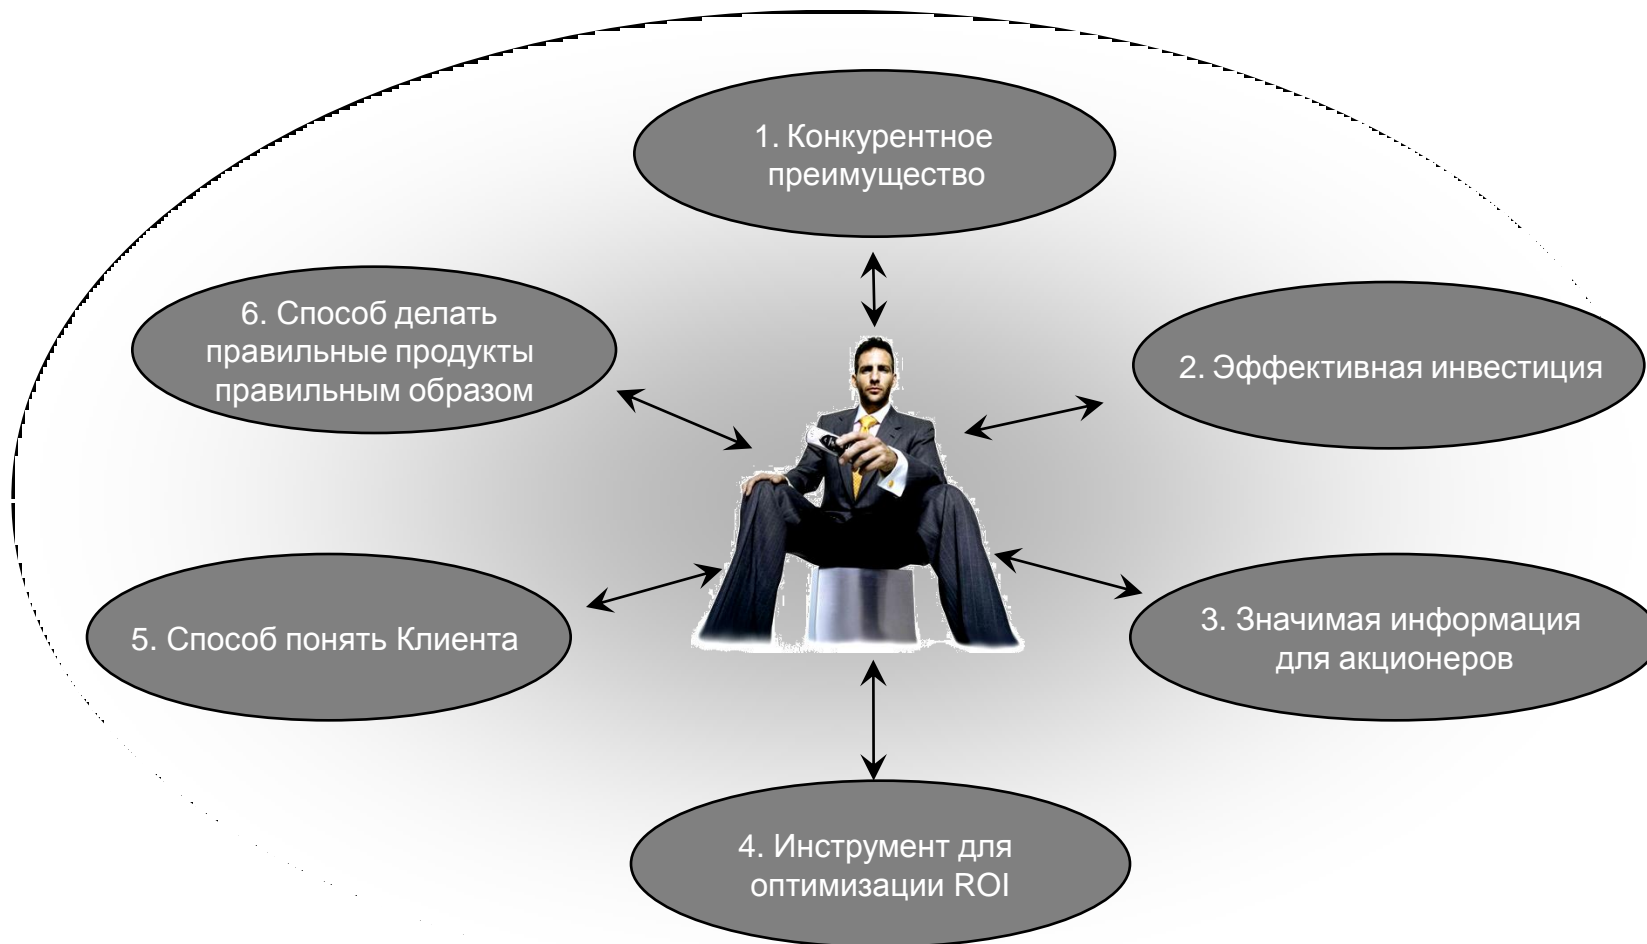 1. Конкурентное
преимущество
2. Эффективная инвестиция
3. Значимая информация
для акционеров
4. Инструмент для
оптимизации ROI
5. Способ понять Клиента
6. Способ делать
правильные продукты
правильным образом